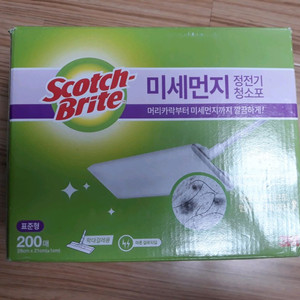 Scotch-
Brite
미세먼지 정전기
청소포
머리카락부터 미세먼지까지 깔끔하게!
표준형
200매